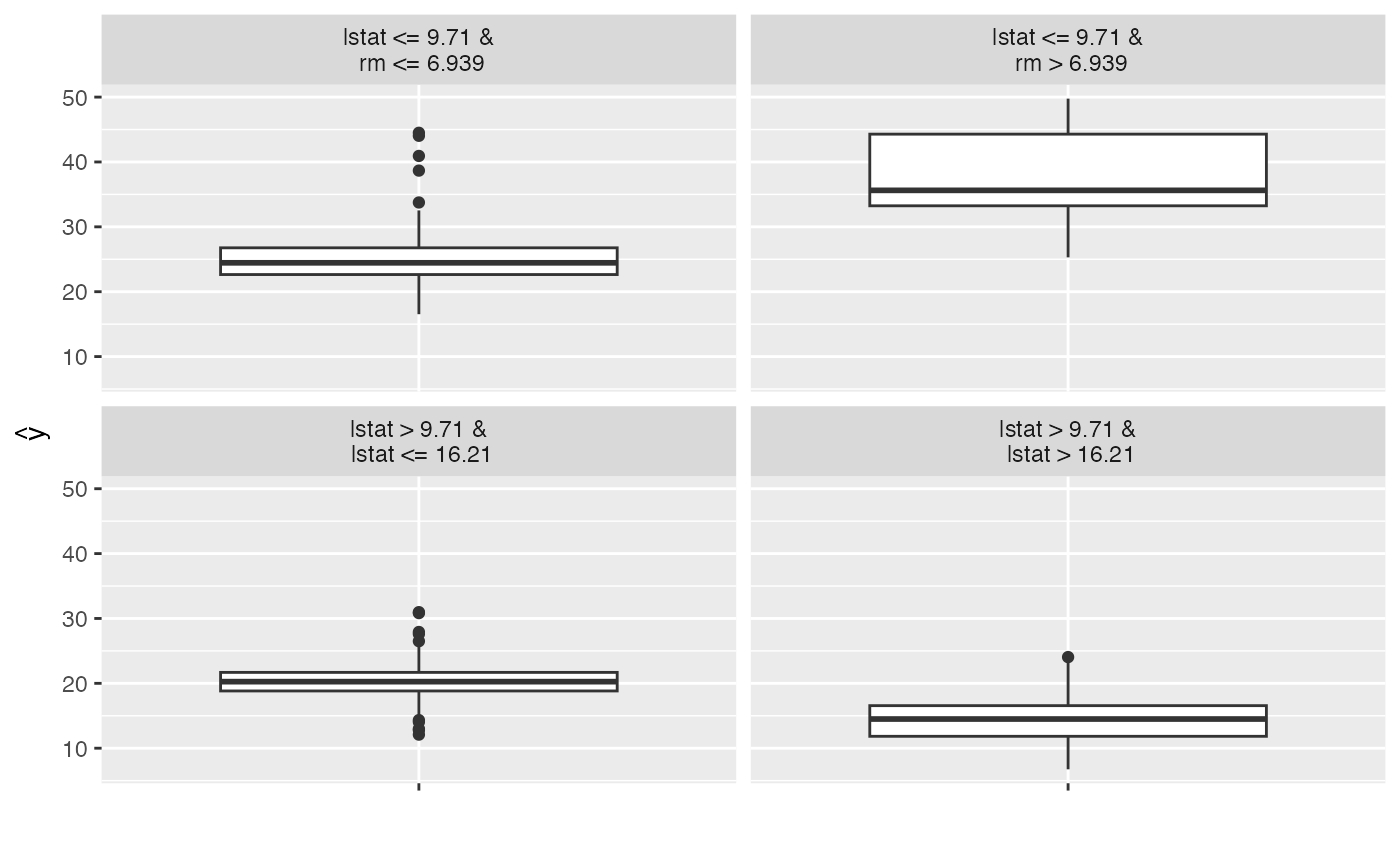 lstat <= 9.71 &
rm <= 6.939
lstat <= 9.71 &
rm > 6.939
50
40
30
20
10
ŷ
lstat > 9.71 &
lstat <= 16.21
lstat > 9.71 &
lstat > 16.21
50
40
30
20
10